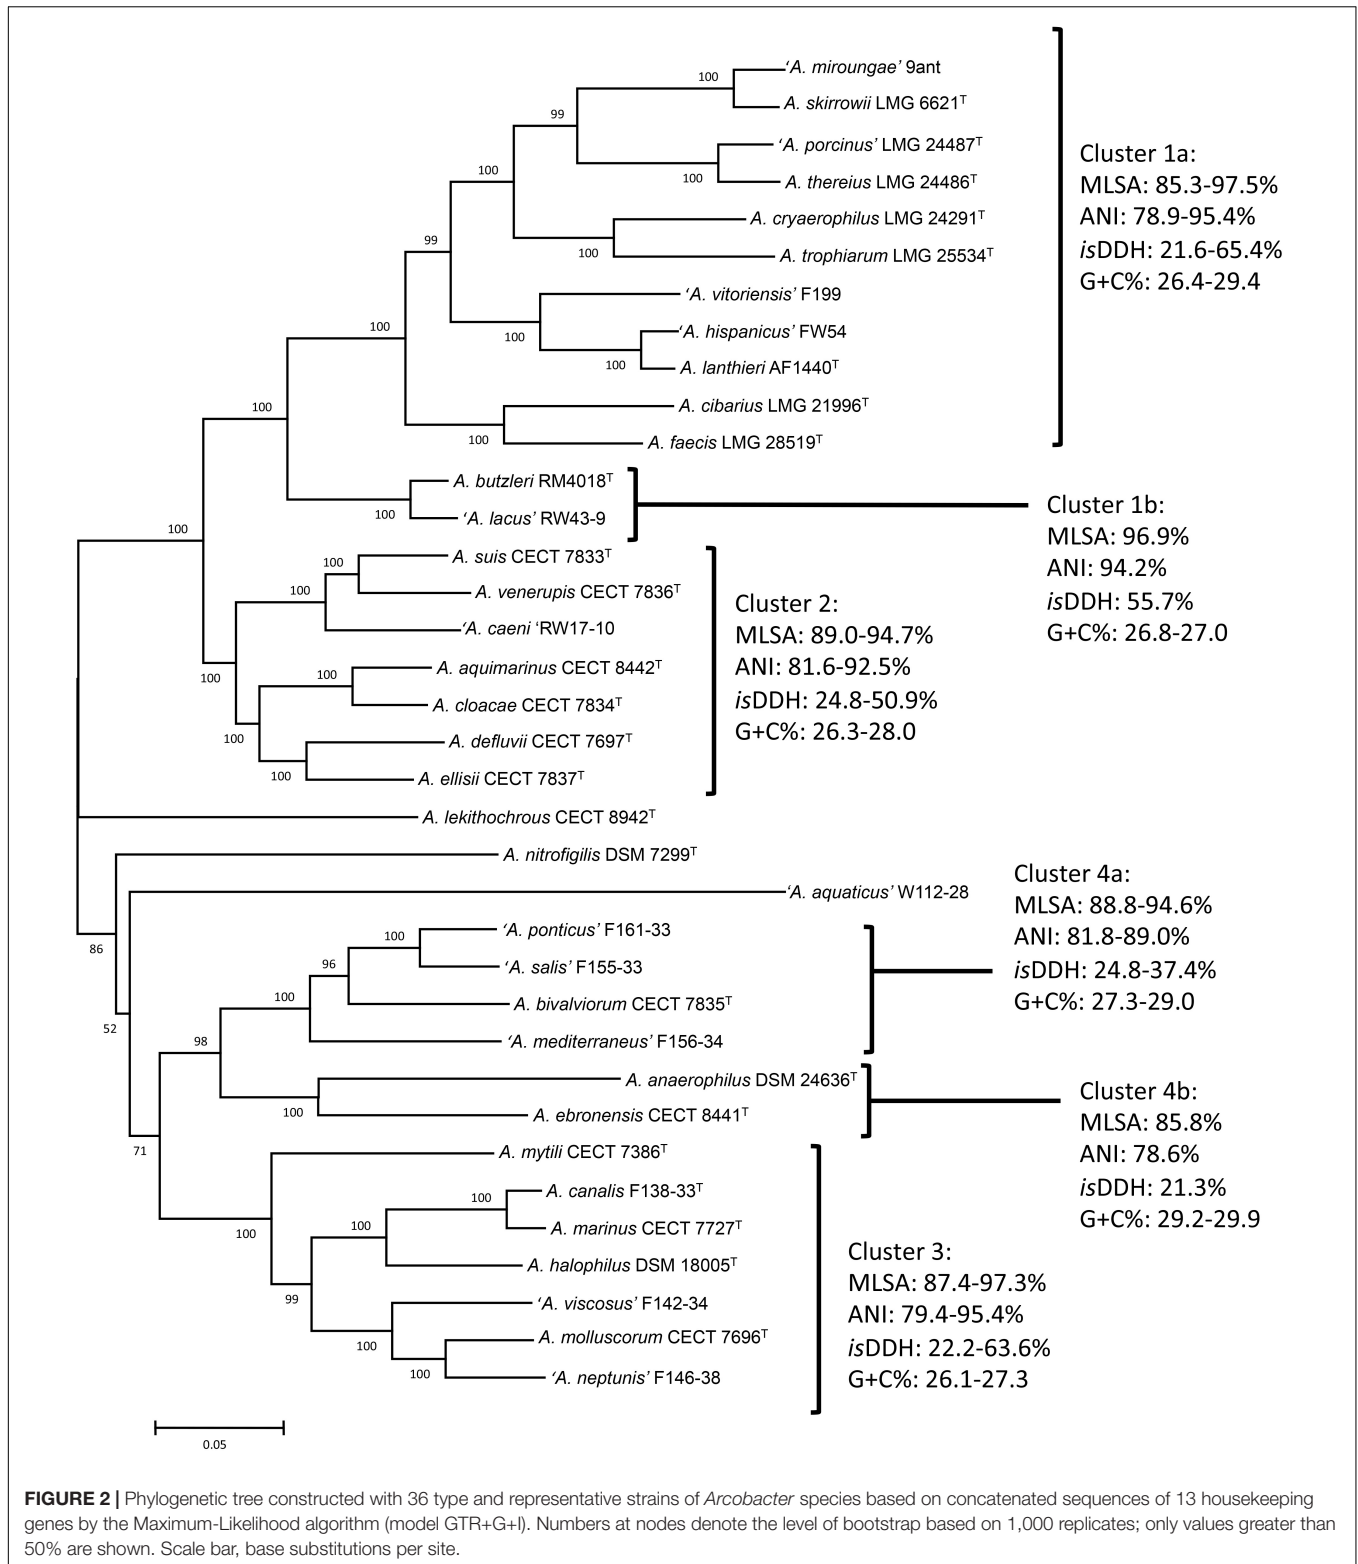 100
‘A. miroungae’ 9ant
A. skirrowii LMG 6621T
99
‘A. porcinus’ LMG 24487T
100
A. thereius LMG 24486T
100
A. cryaerophilus LMG 24291T
100
A. trophiarum LMG 25534T
99
‘A. vitoriensis’ F199
100
‘A. hispanicus’ FW54
100
A. lanthieri AF1440T
100
A. cibarius LMG 21996T
100
A. faecis LMG 28519T
Cluster 1a:
MLSA: 85.3-97.5%
ANI: 78.9-95.4%
isDDH: 21.6-65.4%
G+C%: 26.4-29.4
100
A. butzleri RM4018T
100
‘A. lacus’ RW43-9
Cluster 1b:
MLSA: 96.9%
ANI: 94.2%
isDDH: 55.7%
G+C%: 26.8-27.0
100
A. suis CECT 7833T
100
A. venerupis CECT 7836T
100
‘A. caeni ‘RW17-10
100
A. aquimarinus CECT 8442T
100
A. cloacae CECT 7834T
100
A. defluvii CECT 7697T
100
A. ellisii CECT 7837T
Cluster 2:
MLSA: 89.0-94.7%
ANI: 81.6-92.5%
isDDH: 24.8-50.9%
G+C%: 26.3-28.0
A. lekithochrous CECT 8942T
A. nitrofigilis DSM 7299T
86
‘A. aquaticus’ W112-28
52
100
‘A. ponticus’ F161-33
‘A. salis’ F155-33
96
A. bivalviorum CECT 7835T
100
‘A. mediterraneus’ F156-34
98
Cluster 4a:
MLSA: 88.8-94.6%
ANI: 81.8-89.0%
isDDH: 24.8-37.4%
G+C%: 27.3-29.0
A. anaerophilus DSM 24636T
100
A. ebronensis CECT 8441T
71
Cluster 4b:
MLSA: 85.8%
ANI: 78.6%
isDDH: 21.3%
G+C%: 29.2-29.9
A. mytili CECT 7386T
100
A. canalis F138-33T
100
A. marinus CECT 7727T
100
A. halophilus DSM 18005T
99
‘A. viscosus’ F142-34
100
A. molluscorum CECT 7696T
100
‘A. neptunis’ F146-38
Cluster 3:
MLSA: 87.4-97.3%
ANI: 79.4-95.4%
isDDH: 22.2-63.6%
G+C%: 26.1-27.3
0.05
FIGURE 2 | Phylogenetic tree constructed with 36 type and representative strains of Arcobacter species based on concatenated sequences of 13 housekeeping
genes by the Maximum-Likelihood algorithm (model GTR+G+I). Numbers at nodes denote the level of bootstrap based on 1,000 replicates; only values greater than
50% are shown. Scale bar, base substitutions per site.